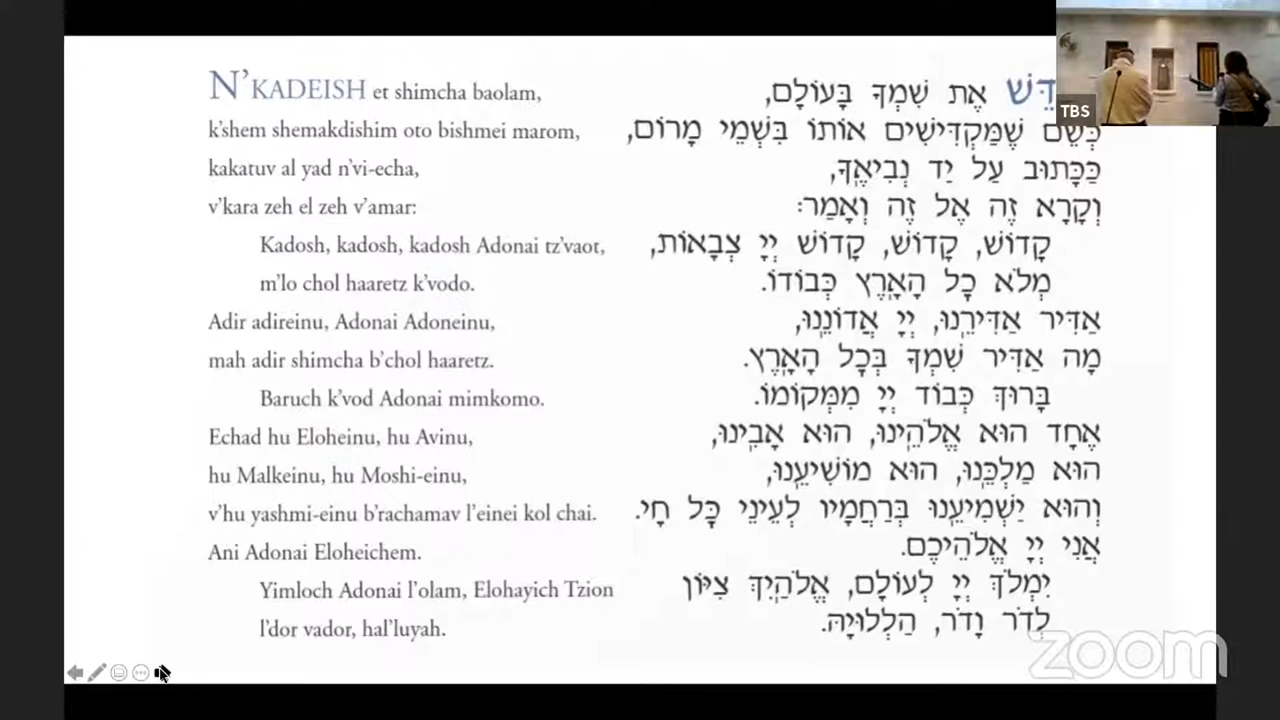 N'KADEISH et shimcha baolam,
k'shem shemakdishim oto bishmei marom,
kakatuv al yad n'vi-echa,
v'kara zeh el zeh v'amar:
Kadosh, kadosh, kadosh Adonai tz'vaot,
m'lo chol haaretz k'vodo.
Adir adireinu, Adonai Adoneinu,
mah adir shimcha b'chol haaretz.
Baruch k'vod Adonai mimkomo.
Echad hu Eloheinu, hu Avinu,
hu Malkeinu, hu Moshi-einu,
v'hu yashmi-einu b'rachamav l'einei kol chai.
Ani Adonai Eloheichem.
Yimloch Adonai l'olam, Elohayich Tzion
l'dor vador, hal'luyah.
אֶת שִׁמְךָ בָּעוֹלָם,
כְּשֵׁם שֶׁמַּקְדִּישִׁים אוֹתוֹ בִּשְׁמֵי מָרוֹם,
כַּכָּתוּב עַל יַד נְבִיאֶֽךָ,
וְקָרָא זֶה אֶל זֶה וְאָמַר:
קָדוֹשׁ, קָדוֹשׁ, קָדוֹשׁ יְיָ צְבָאוֹת,
מְלֹא כָל הָאָֽרֶץ כְּבוֹדוֹ.
אַדִּיר אַדִּירֵֽנוּ, יְיָ אֲדוֹנֵֽנוּ,
מָה אַדִּיר שִׁמְךָ בְּכָל הָאָֽרֶץ.
בָּרוּךְ כְּבוֹד יְיָ מִמְּקוֹמוֹ.
אֶחָד הוּא אֱלֹהֵֽינוּ, הוּא אָבִֽינוּ,
הוּא מַלְכֵּֽנוּ, הוּא מוֹשִׁיעֵֽנוּ,
וְהוּא יַשְׁמִיעֵֽנוּ בְּרַחֲמָיו לְעֵינֵי כָּל חָי.
אֲנִי יְיָ אֱלֹהֵיכֶם.
יִמְלֹךְ יְיָ לְעוֹלָם, אֱלֹהַֽיִךְ צִיּוֹן
לְדֹר וָדֹר, הַלְלוּיָהּ.
TBS
zoom